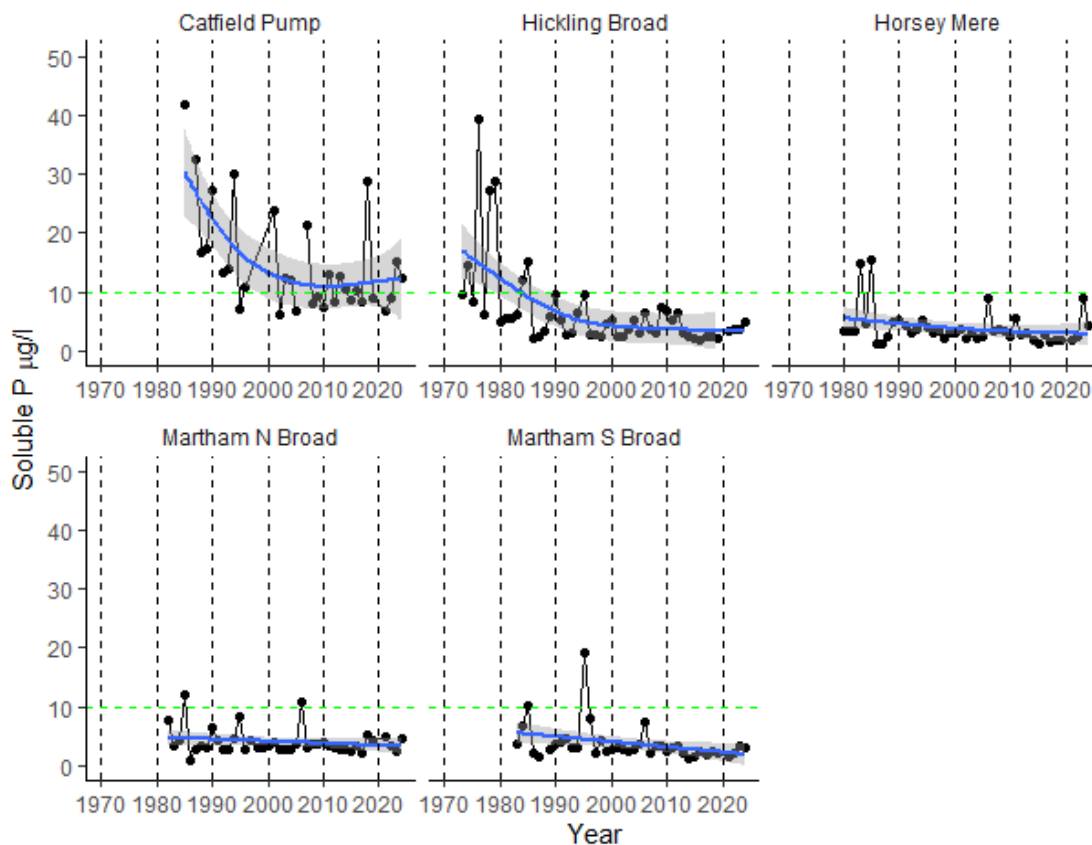 Catfield Pump Hickling Broad Horsey Mere
50
40
30
20
10
0
1970 1980 1990 2000 2010 2020 1970 1980 1990 2000 2010 2020 1970 1980 1990 2000 2010 2020
Soluble P µg/l
Martham N Broad Martham S Broad
50
40
30
20
10
0
1970 1980 1990 2000 2010 2020 1970 1980 1990 2000 2010 2020
Year